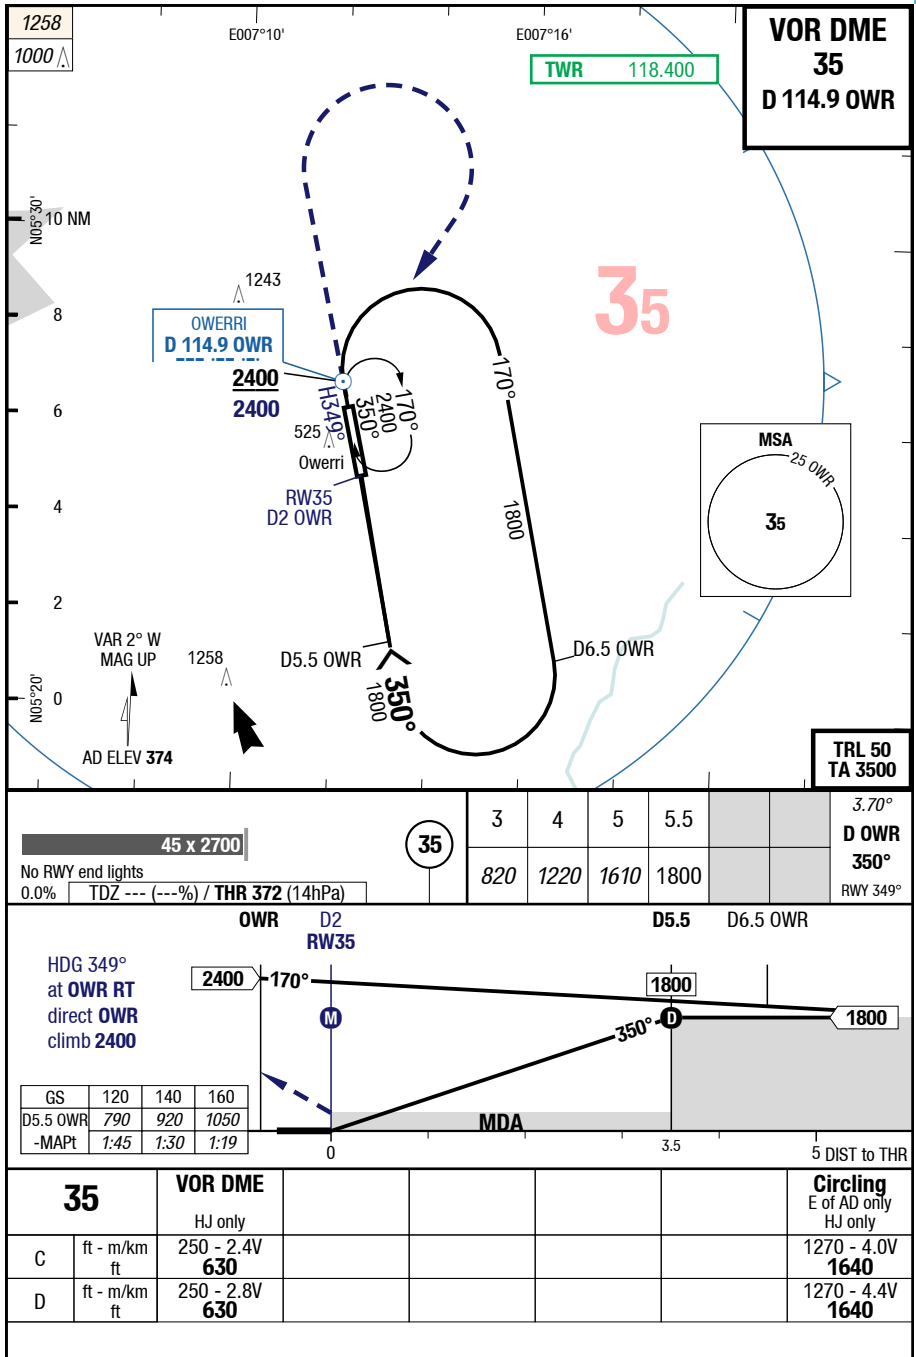 1258
1000
E007°10'
E007°16'
TWR 118.400
VOR DME
35
D 114.9 OWR
N05°30'
10 NM
8
6
4
2
0
N05°20'
1243
OWERRI
D 114.9 OWR
2400
2400
H349°
350°
2400
170°
525
Owerri
RW35
D2 OWR
170°
1800
35
MSA
25 OWR
35
VAR 2° W
MAG UP
1258
AD ELEV 374
D5.5 OWR
D6.5 OWR
350°
1800
TRL 50
TA 3500
45 x 2700
No RWY end lights
0.0% TDZ --- (---%) / THR 372 (14hPa)
35
3 4 5 5.5
820 1220 1610 1800
3.70°
D OWR
350°
RWY 349°
OWR D2 D5.5 D6.5 OWR
RW35
HDG 349°
at OWR RT
direct OWR
climb 2400
2400 170°
1800
M
350°
D
1800
GS 120 140 160
D5.5 OWR 790 920 1050
-MAPt 1:45 1:30 1:19
MDA
0 3.5 5 DIST to THR
35
VOR DME
HJ only
Circling
E of AD only
HJ only
C
ft - m/km
ft
250 - 2.4V
630
1270 - 4.0V
1640
D
ft - m/km
ft
250 - 2.8V
630
1270 - 4.4V
1640